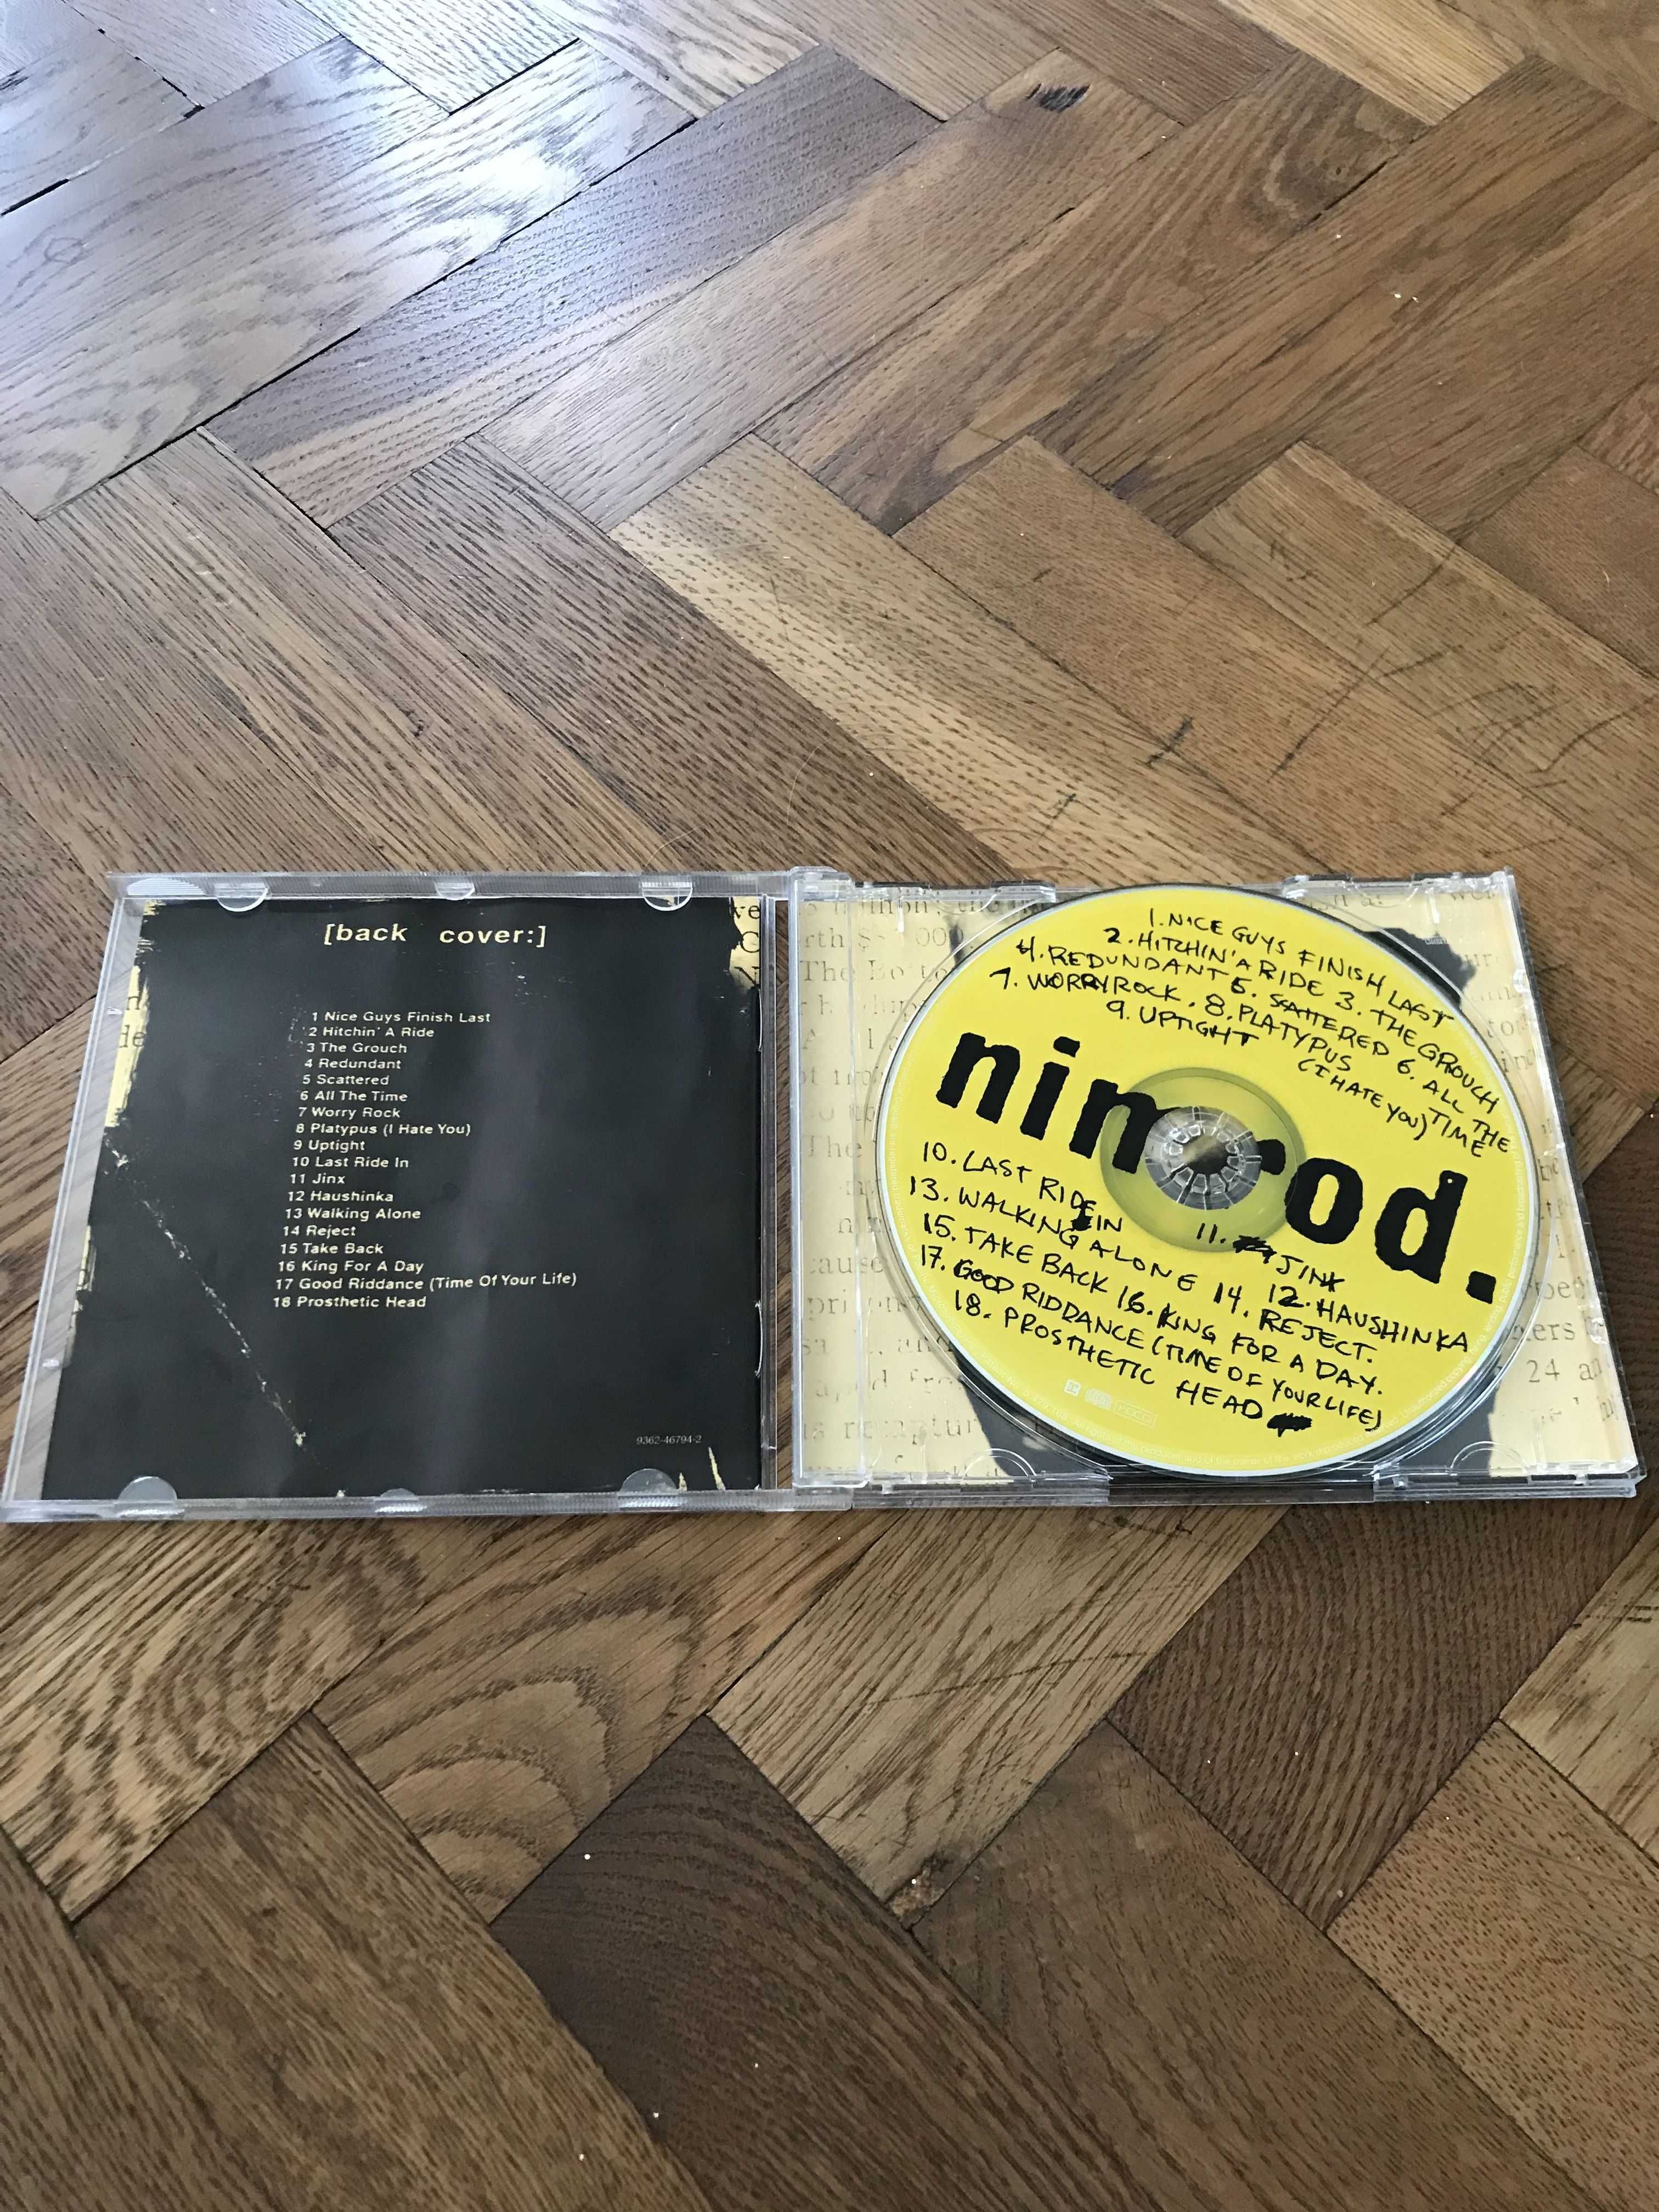 [back cover:]
1 Nice Guys Finish Last
2 Hitchin' A Ride
3 The Grouch
4 Redundant
5 Scattered
6 All The Time
7 Worry Rock
8 Platypus (I Hate You)
9 Uptight
10 Last Ride In
11 Jinx
12 Haushinka
13 Walking Alone
14 Reject
15 Take Back
16 King For A Day
17 Good Riddance (Time Of Your Life)
18 Prosthetic Head
9362-46794-2
1. NICE GUYS FINISH LAST
2. HITCHIN' A RIDE 3. THE GROUCH
4. REDUNDANT 5. SCATTERED 6. ALL THE TIME
7. WORRYROCK. 8. PLATYPUS (I HATE YOU)
9. UPTIGHT
nimrod.
10. LAST RIDE IN 11. JINX
12. HAUSHINKA
13. WALKING ALONE 14. REJECT.
15. TAKE BACK 16. KING FOR A DAY.
17. GOOD RIDDANCE (TIME OF YOUR LIFE)
18. PROSTHETIC HEAD